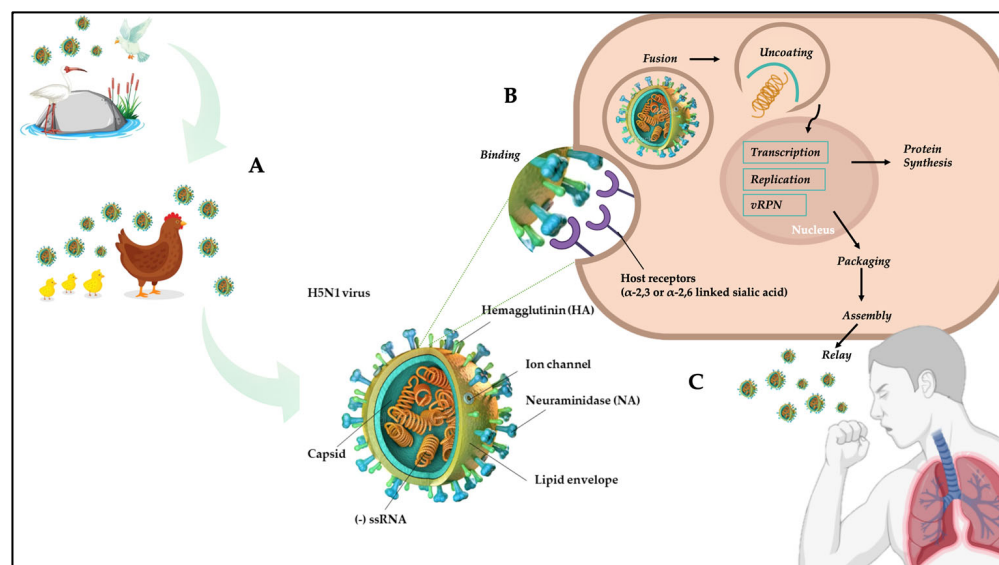 A
B
Fusion
Uncoating
Binding
Transcription
Replication
vRPN
Nucleus
Protein
Synthesis
Packaging
Assembly
Relay
Host receptors
(α-2,3 or α-2,6 linked sialic acid)
H5N1 virus
Hemagglutinin (HA)
Ion channel
Neuraminidase (NA)
Lipid envelope
Capsid
(-) ssRNA
C